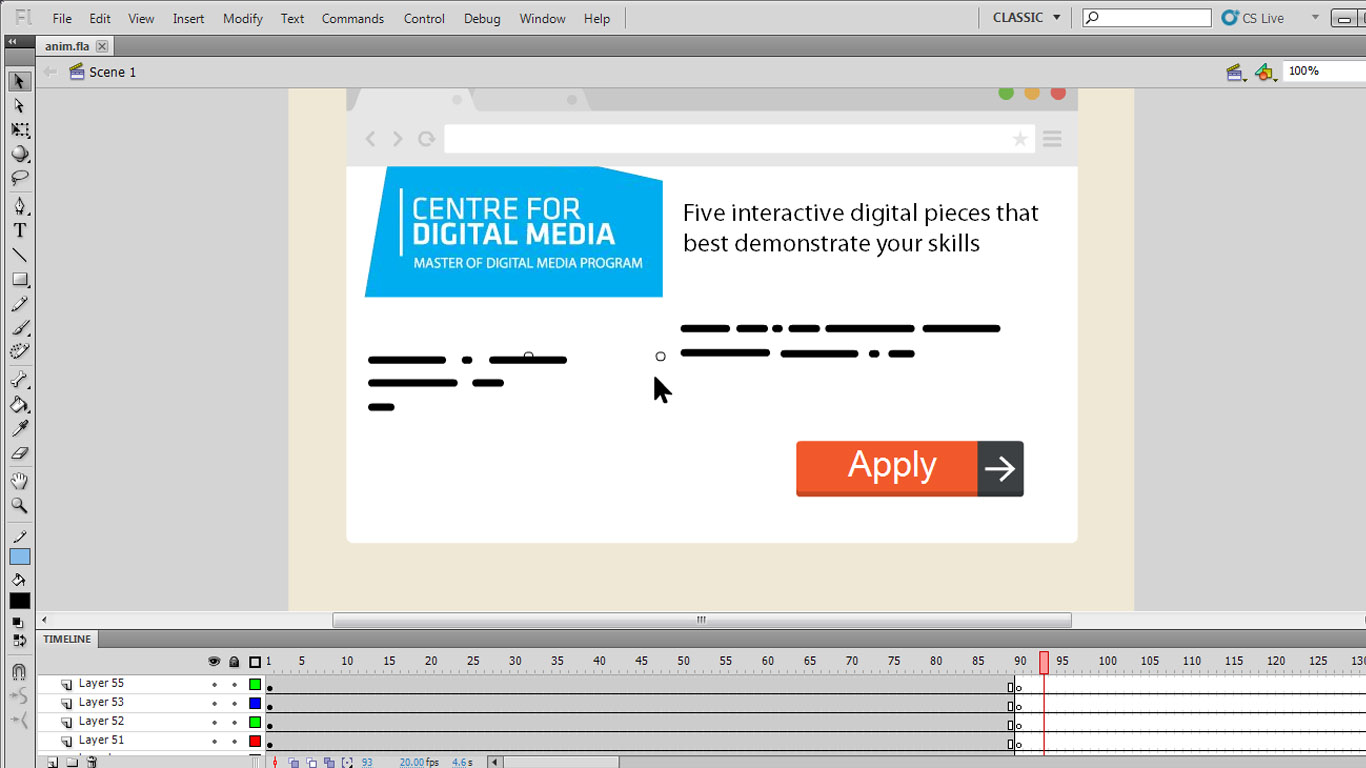 Fl File Edit View Insert Modify Text Commands Control Debug Window Help CLASSIC CS Live
anim.fla
Scene 1 100%
CENTRE FOR
DIGITAL MEDIA
MASTER OF DIGITAL MEDIA PROGRAM
Five interactive digital pieces that
best demonstrate your skills
Apply
TIMELINE
1 5 10 15 20 25 30 35 40 45 50 55 60 65 70 75 80 85 90 95 100 105 110 115 120 125 130
Layer 55
Layer 53
Layer 52
Layer 51
93 20.00 fps 4.6 s